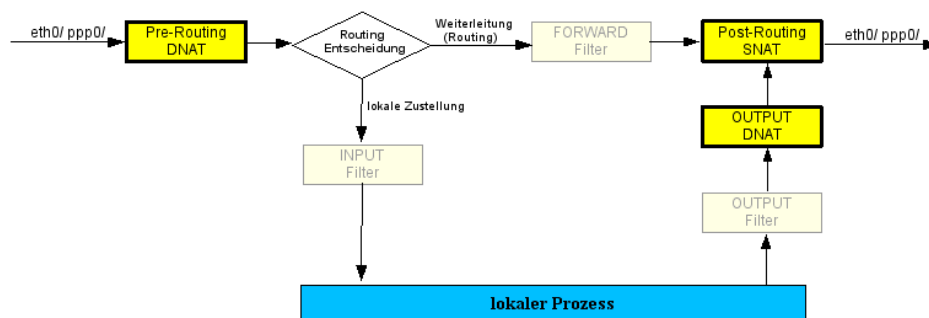 eth0/ ppp0/
Pre-Routing
DNAT
Routing
Entscheidung
Weiterleitung
(Routing)
FORWARD
Filter
Post-Routing
SNAT
eth0/ ppp0/
lokale Zustellung
OUTPUT
DNAT
INPUT
Filter
OUTPUT
Filter
lokaler Prozess